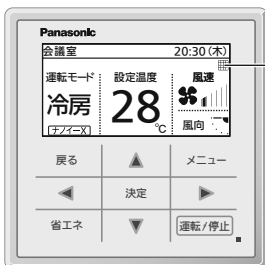 Panasonic
会議室 20:30 (木)
運転モード 設定温度 風速
冷房 28℃
ナノイーX 風向
戻る メニュー
決定
省エネ 運転/停止